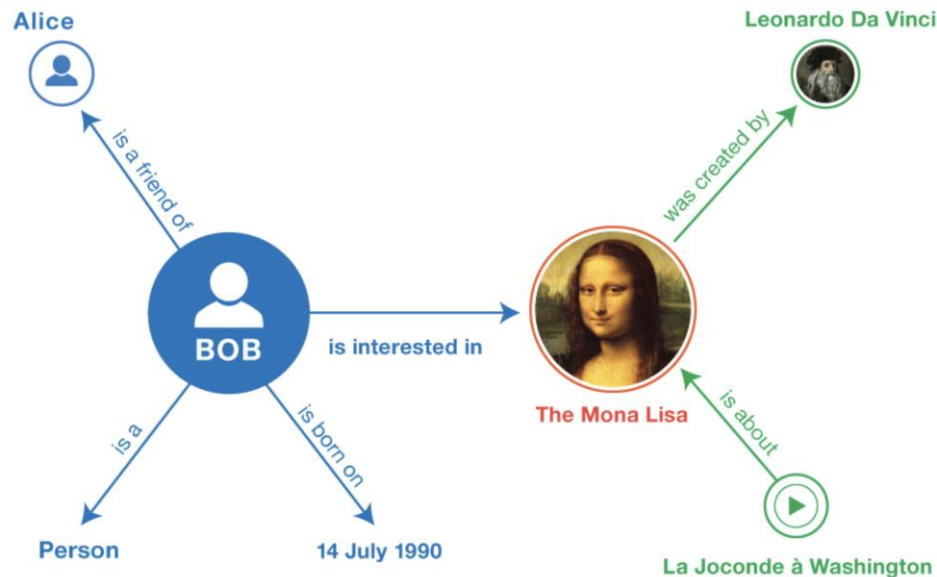 Alice
Leonardo Da Vinci
is a friend of
was created by
BOB
is interested in
The Mona Lisa
is a
is born on
is about
Person
14 July 1990
La Joconde à Washington